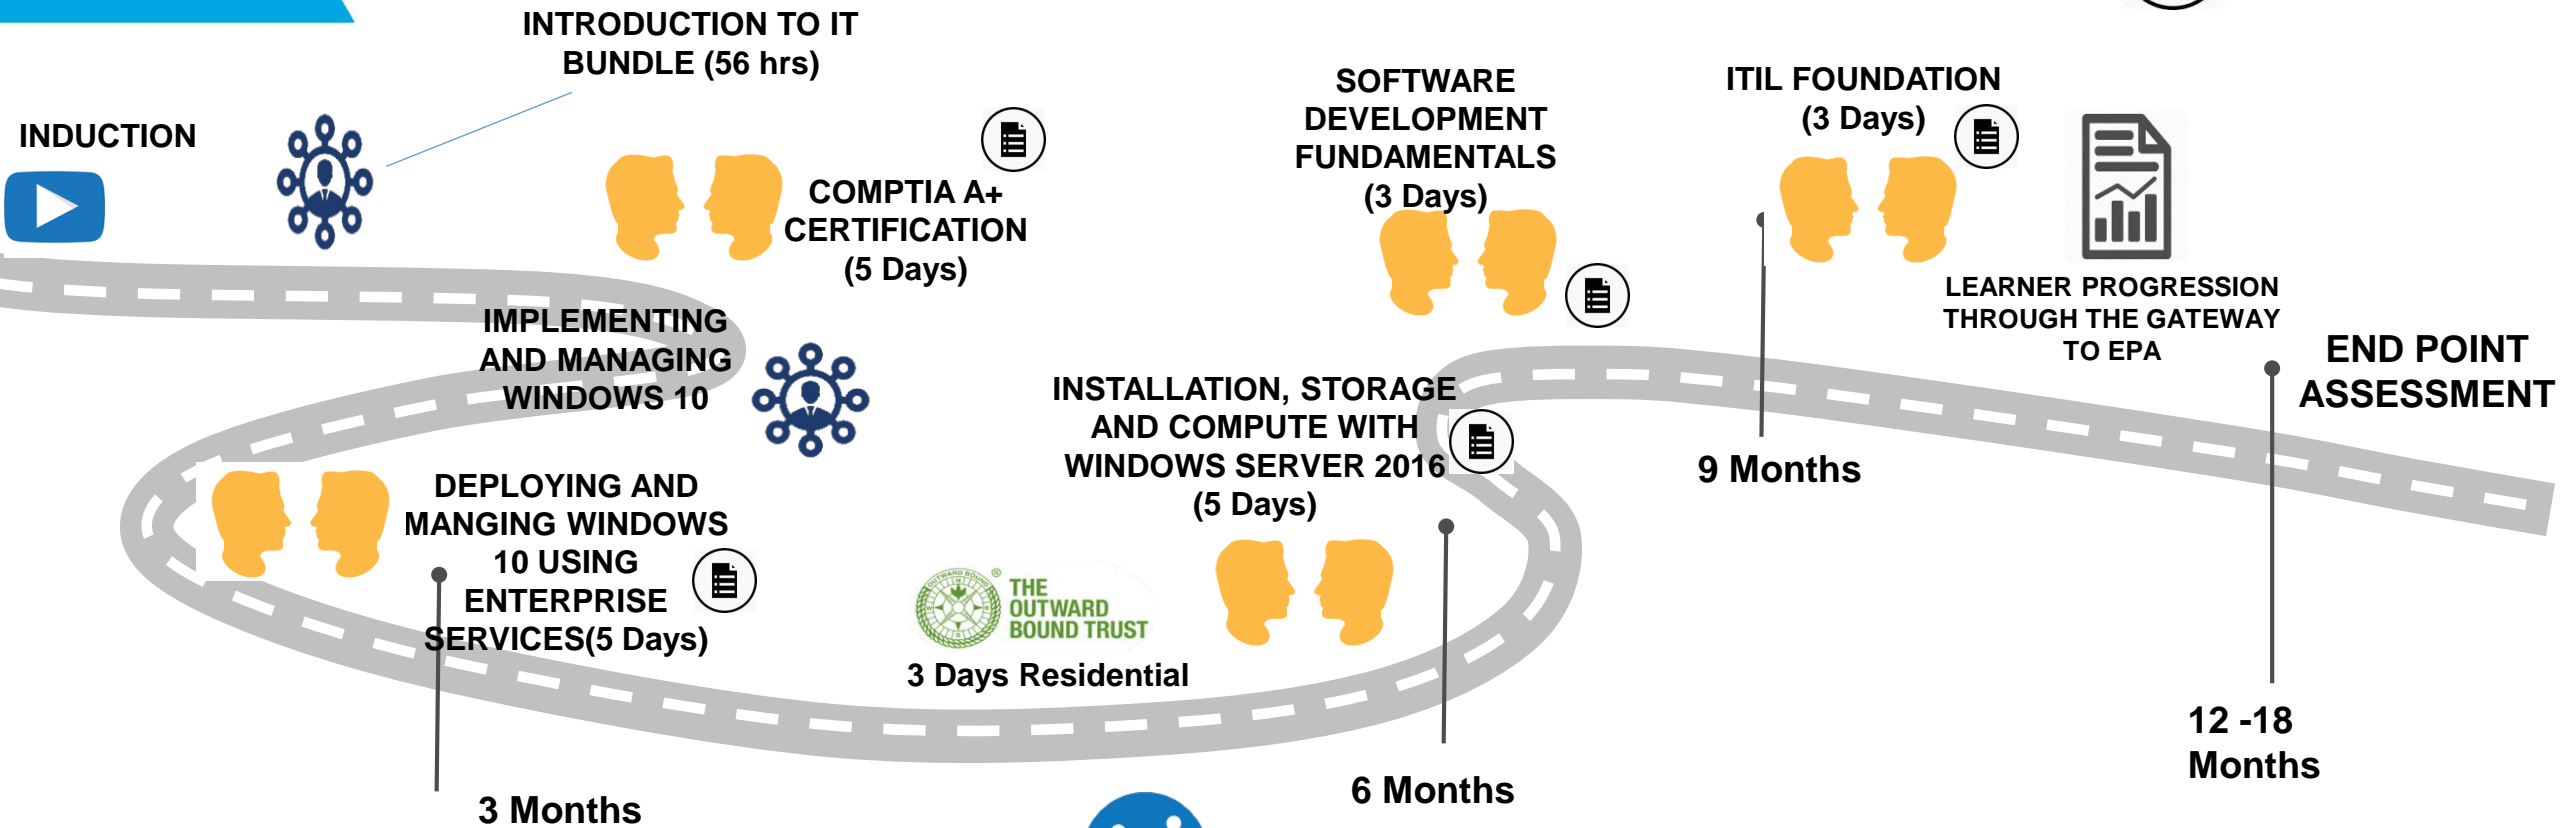 INDUCTION
INTRODUCTION TO IT
BUNDLE (56 hrs)
COMPTIA A+
CERTIFICATION
(5 Days)
IMPLEMENTING
AND MANAGING
WINDOWS 10
DEPLOYING AND
MANGING WINDOWS
10 USING
ENTERPRISE
SERVICES(5 Days)
3 Months
OUTWARD BOUND
®
THE
OUTWARD
BOUND TRUST
3 Days Residential
INSTALLATION, STORAGE
AND COMPUTE WITH
WINDOWS SERVER 2016
(5 Days)
6 Months
SOFTWARE
DEVELOPMENT
FUNDAMENTALS
(3 Days)
ITIL FOUNDATION
(3 Days)
9 Months
LEARNER PROGRESSION
THROUGH THE GATEWAY
TO EPA
END POINT
ASSESSMENT
12 -18
Months